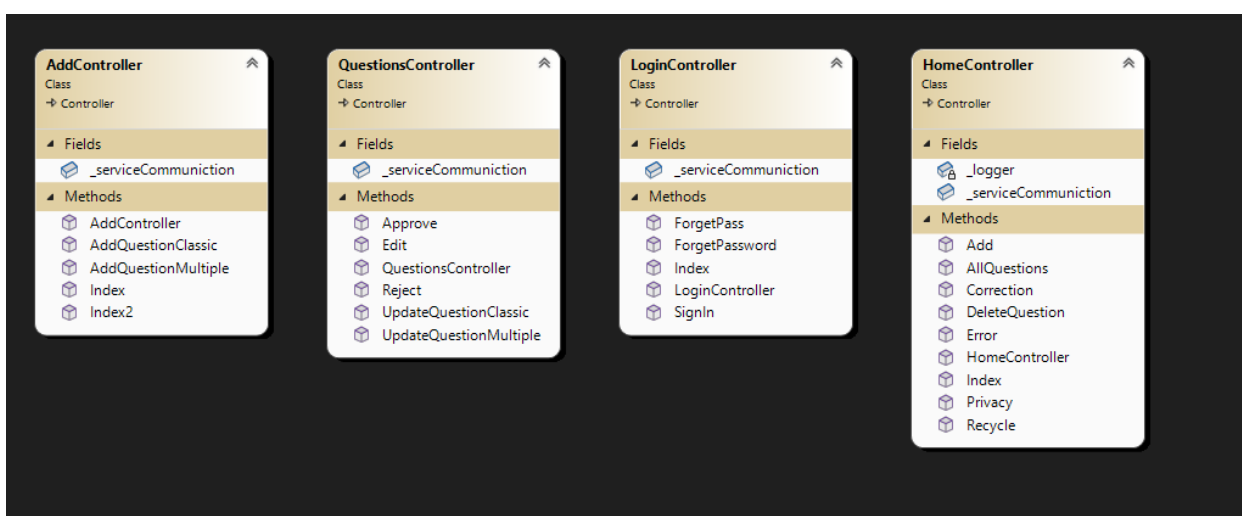 AddController
Class
Controller
Fields
_serviceCommuniction
Methods
AddController
AddQuestionClassic
AddQuestionMultiple
Index
Index2
QuestionsController
Class
Controller
Fields
_serviceCommuniction
Methods
Approve
Edit
QuestionsController
Reject
UpdateQuestionClassic
UpdateQuestionMultiple
LoginController
Class
Controller
Fields
_serviceCommuniction
Methods
ForgetPass
ForgetPassword
Index
LoginController
SignIn
HomeController
Class
Controller
Fields
_logger
_serviceCommuniction
Methods
Add
AllQuestions
Correction
DeleteQuestion
Error
HomeController
Index
Privacy
Recycle